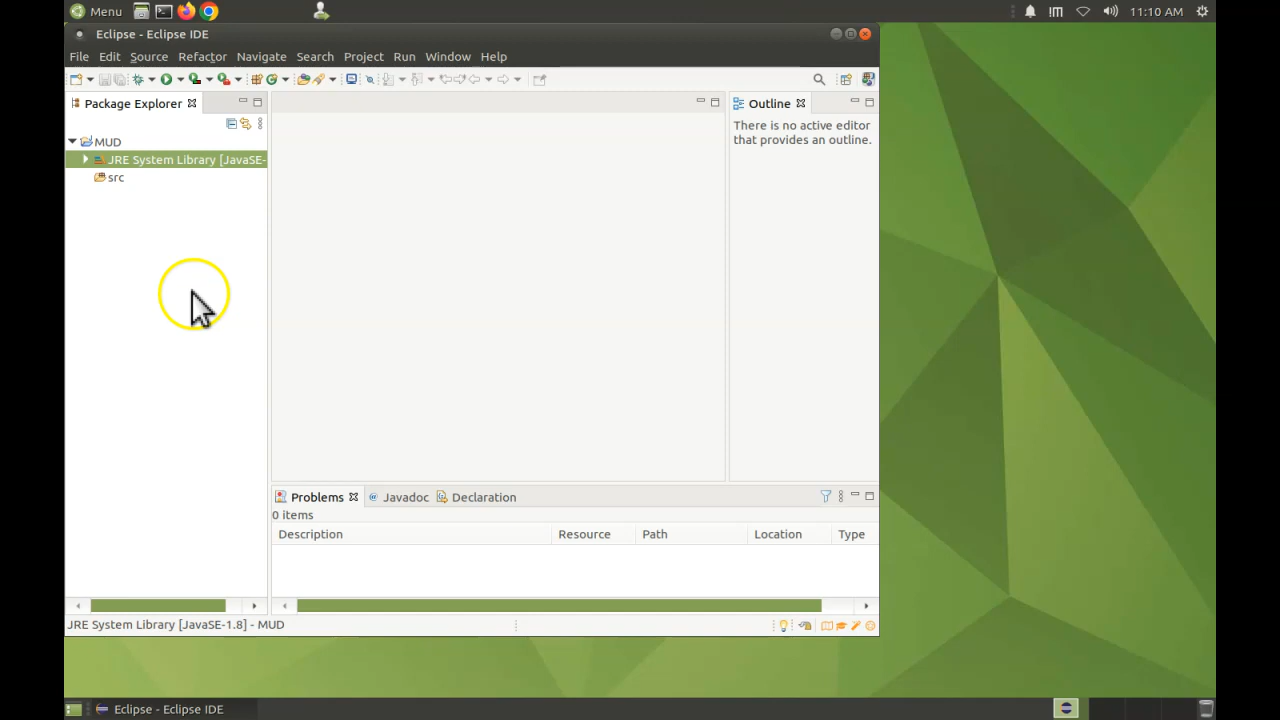 Menu
11:10 AM
Eclipse - Eclipse IDE
File Edit Source Refactor Navigate Search Project Run Window Help
Package Explorer
Outline
There is no active editor
that provides an outline.
MUD
JRE System Library [JavaSE-
src
Problems @ Javadoc Declaration
0 items
Description Resource Path Location Type
JRE System Library [JavaSE-1.8] - MUD
Eclipse - Eclipse IDE